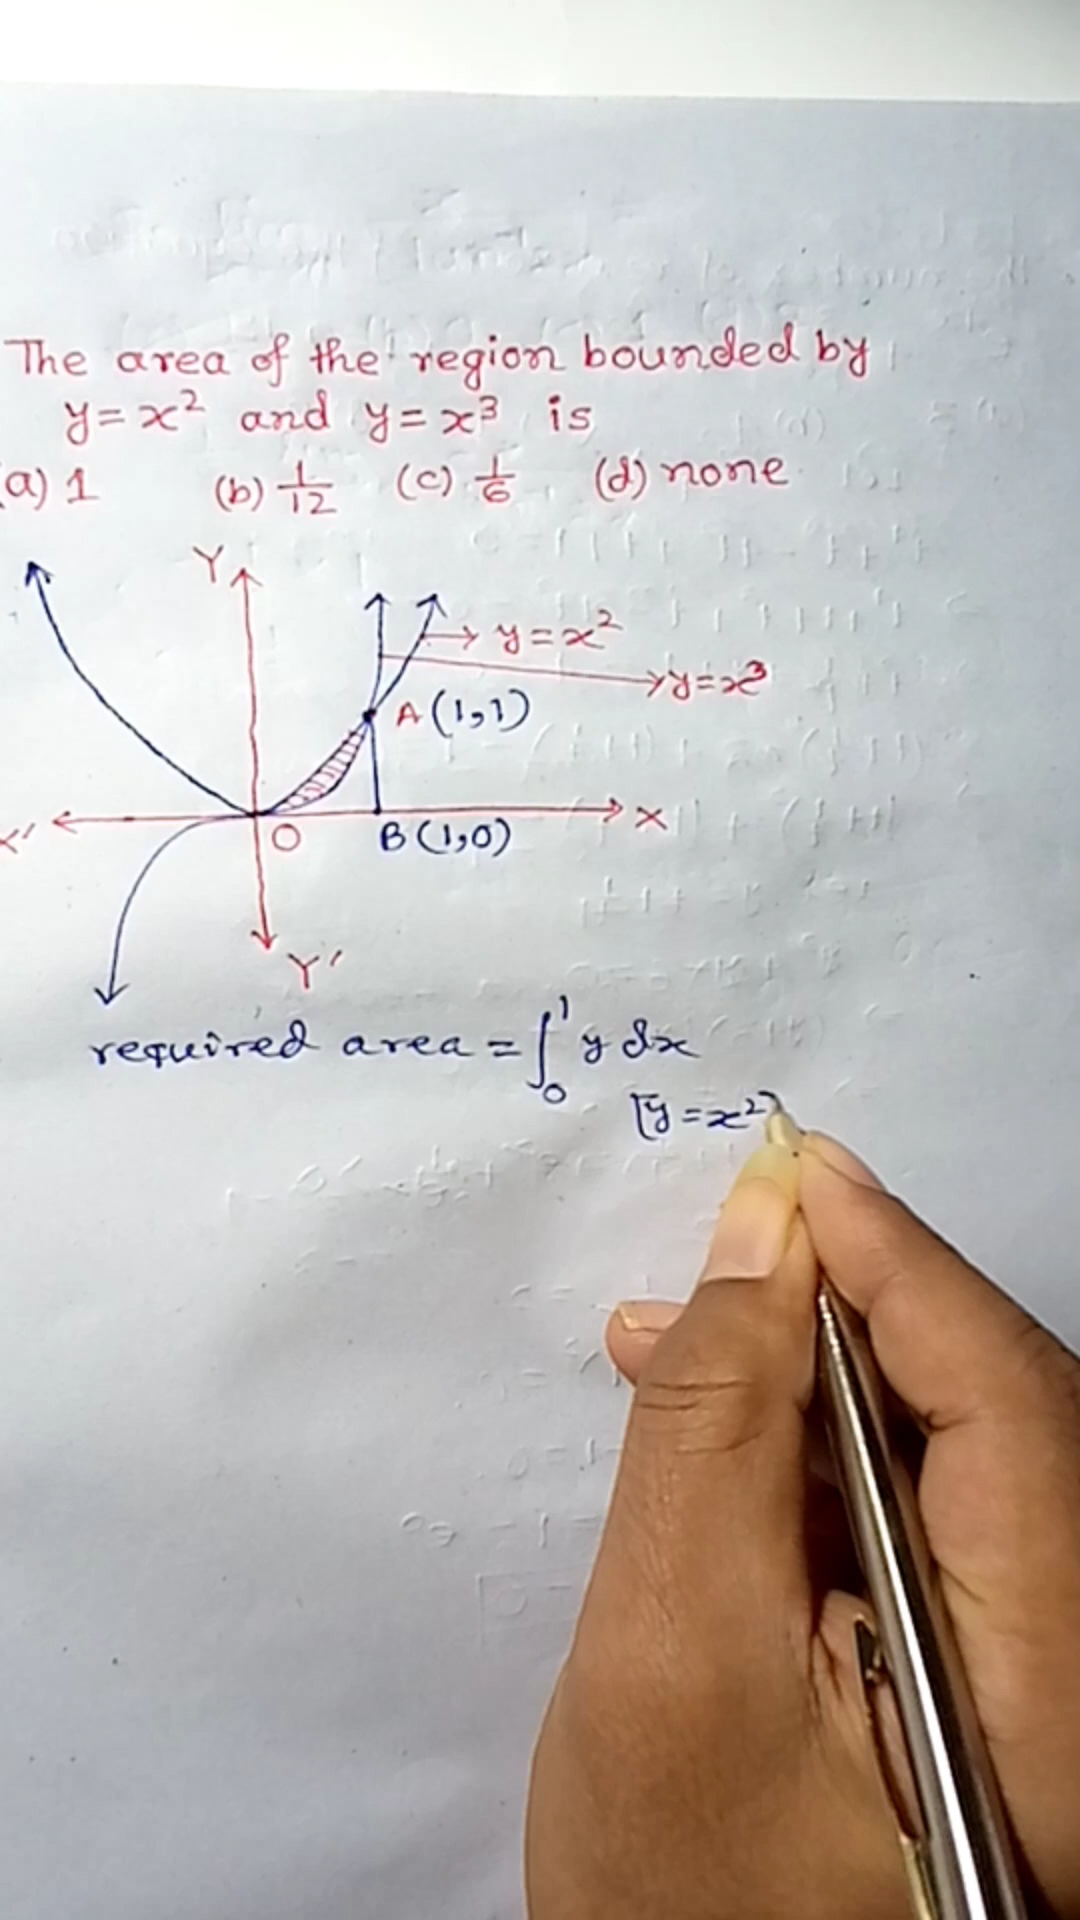 The area of the region bounded by
y=x² and y=x³ is
(a) 1 (b) 1/12 (c) 1/6 (d) none
Y
y=x²
y=x³
A(1,1)
X' O B(1,0) X
Y'
required area = ∫₀¹ y dx
[y=x²]